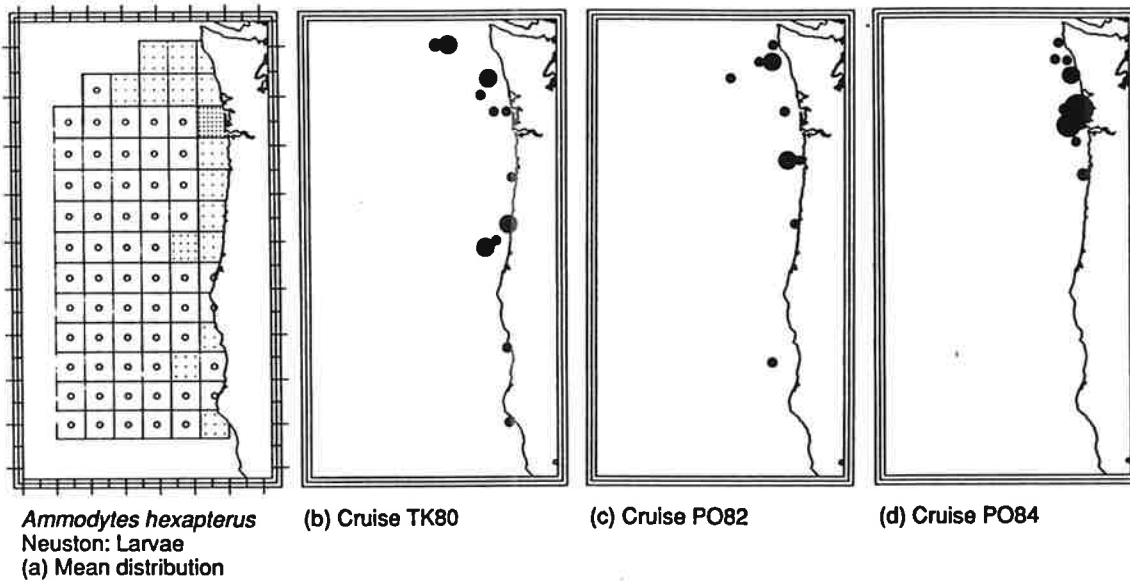 Ammodytes hexapterus
Neuston: Larvae
(a) Mean distribution
(b) Cruise TK80
(c) Cruise PO82
(d) Cruise PO84